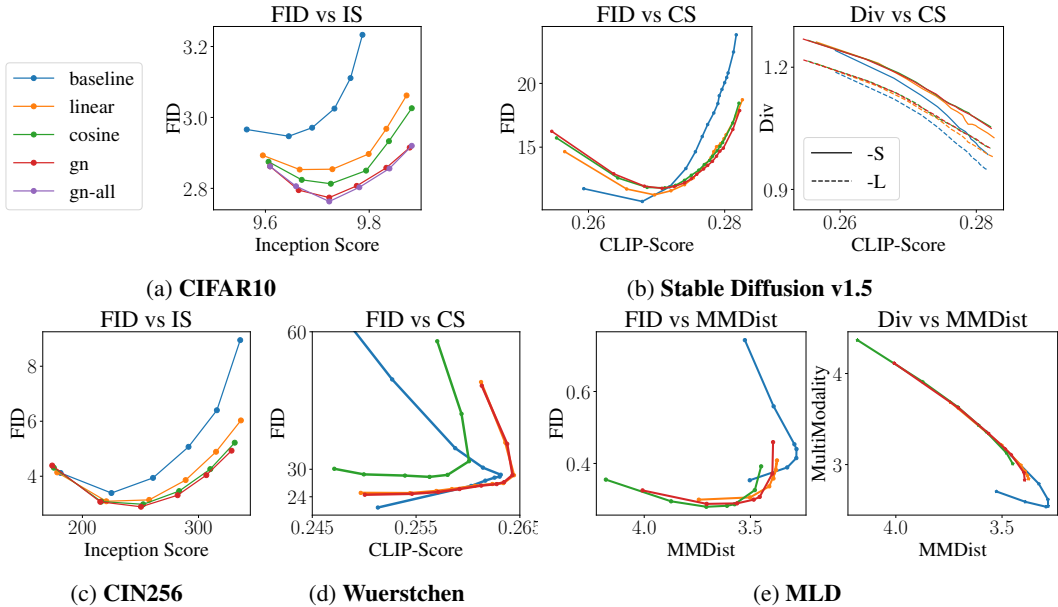 FID vs IS
FID vs CS
Div vs CS
baseline
linear
cosine
gn
gn-all
FID
3.2
3.0
2.8
9.6
9.8
Inception Score
FID
20
15
0.26
0.28
CLIP-Score
Div
1.2
0.9
-S
-L
0.26
0.28
CLIP-Score
(a) CIFAR10
(b) Stable Diffusion v1.5
FID vs IS
FID vs CS
FID vs MMDist
Div vs MMDist
FID
8
6
4
200
300
Inception Score
FID
60
30
24
0.245
0.255
0.265
CLIP-Score
FID
0.6
0.4
4.0
3.5
MMDist
MultiModality
4
3
4.0
3.5
MMDist
(c) CIN256
(d) Wuerstchen
(e) MLD